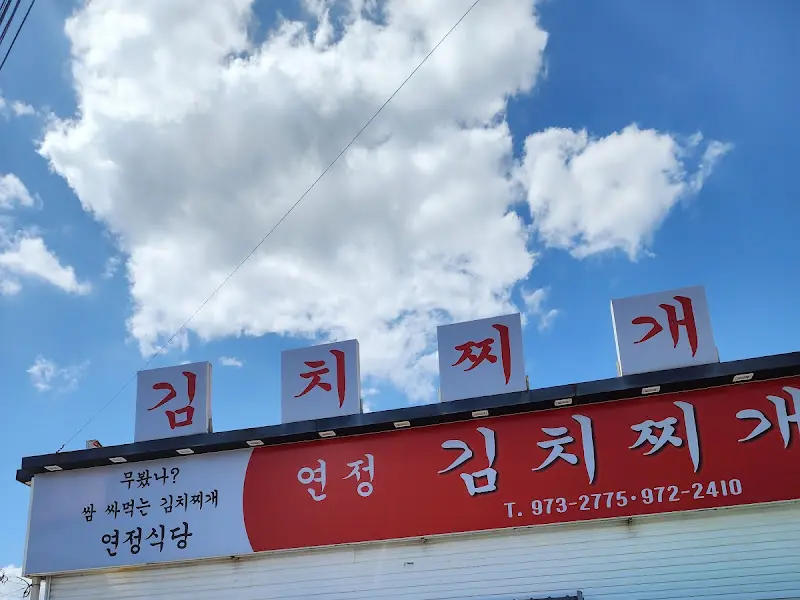 김치찌개
무봤나?
쌈 싸먹는 김치찌개
연정식당
연정 김치찌개
T. 973-2775·972-2410